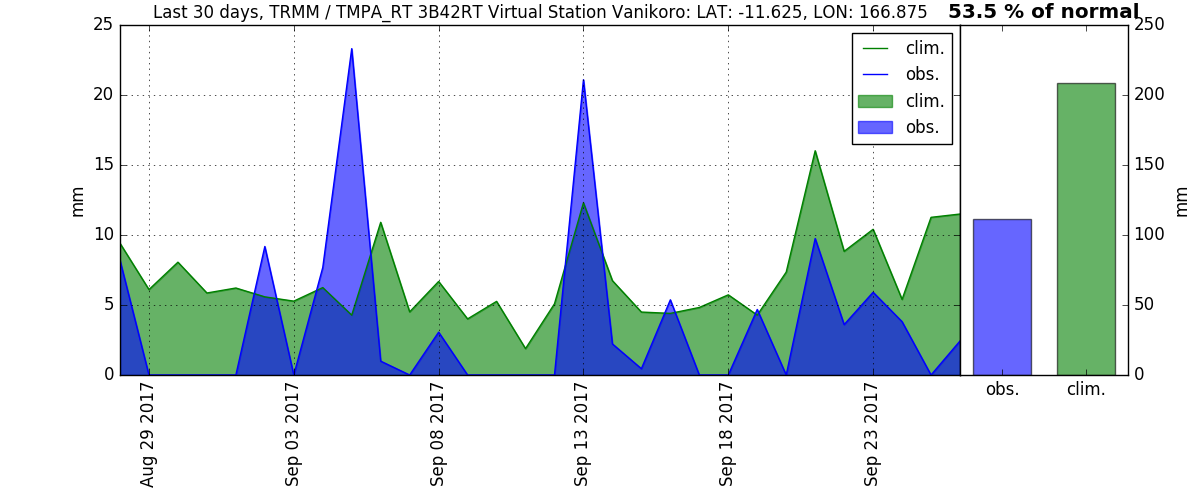 Last 30 days, TRMM / TMPA_RT 3B42RT Virtual Station Vanikoro: LAT: -11.625, LON: 166.875
53.5 % of normal
25
20
15
10
5
0
mm
clim.
obs.
clim.
obs.
250
200
150
100
50
0
mm
Aug 29 2017
Sep 03 2017
Sep 08 2017
Sep 13 2017
Sep 18 2017
Sep 23 2017
obs.
clim.